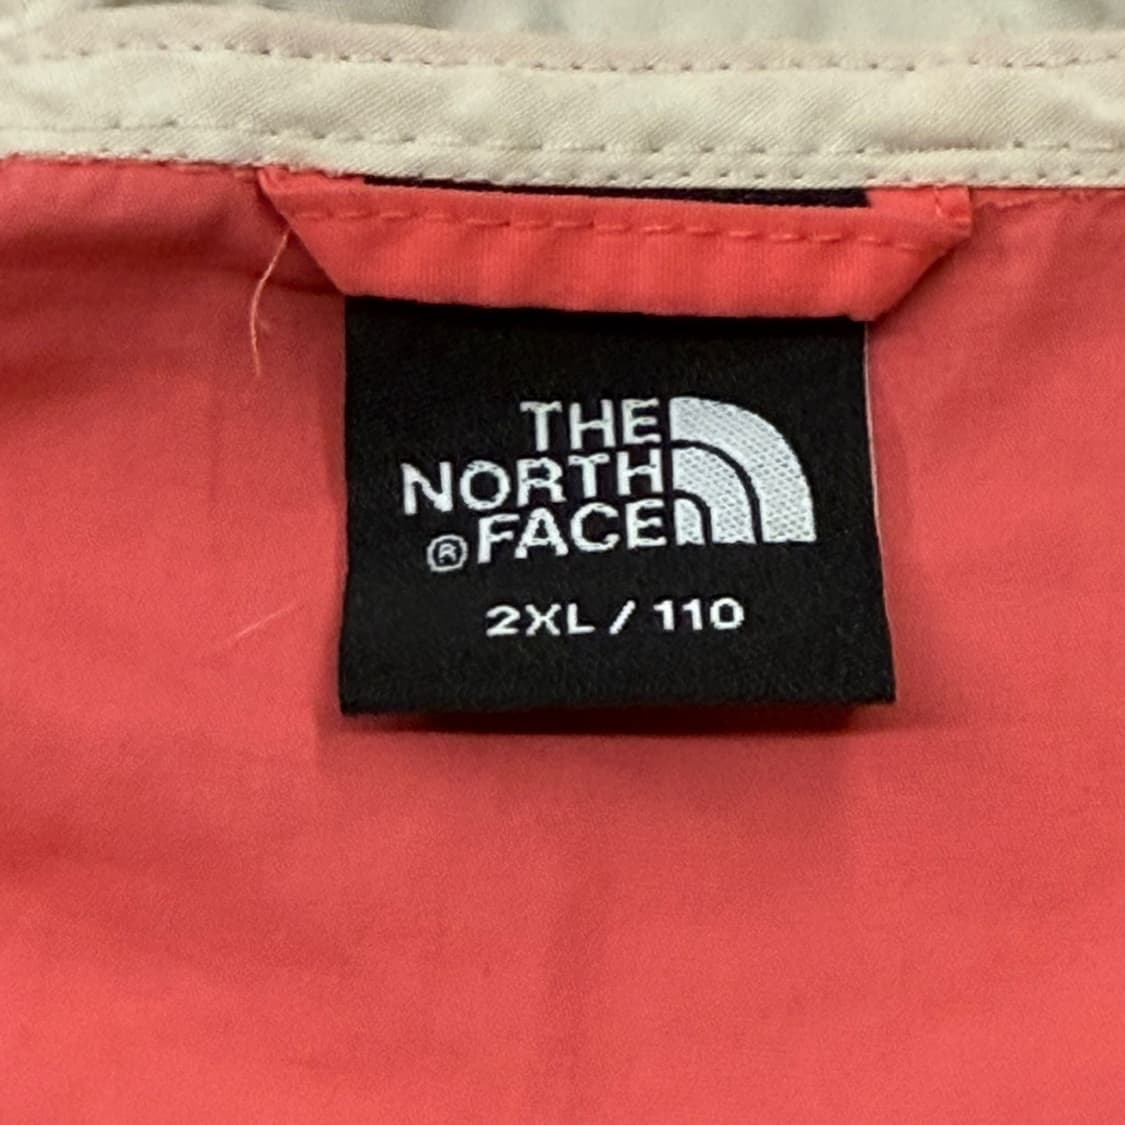 THE
NORTH
® FACE
2XL / 110